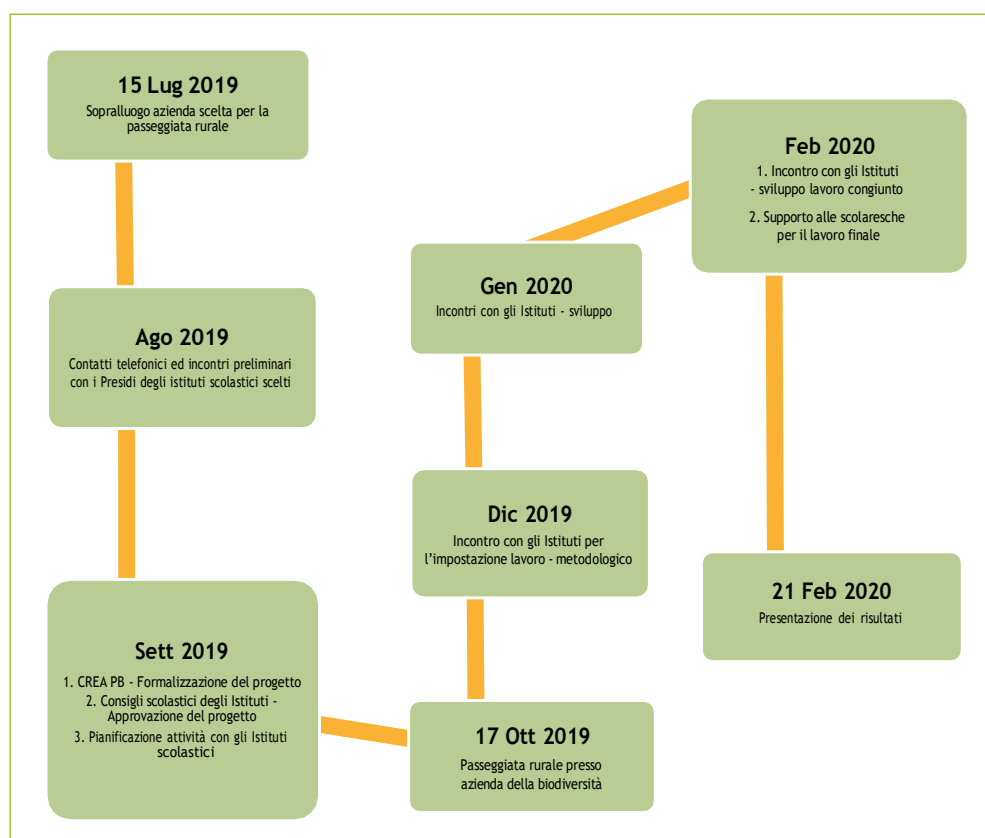 15 Lug 2019
Sopralluogo azienda scelta per la
passeggiata rurale
Ago 2019
Contatti telefonici ed incontri preliminari
con i Presidi degli istituti scolastici scelti
Sett 2019
1. CREA PB - Formalizzazione del progetto
2. Consigli scolastici degli Istituti -
Approvazione del progetto
3. Pianificazione attività con gli Istituti
scolastici
17 Ott 2019
Passeggiata rurale presso
azienda della biodiversità
Dic 2019
Incontro con gli Istituti per
l’impostazione lavoro - metodologico
Gen 2020
Incontri con gli Istituti - sviluppo
Feb 2020
1. Incontro con gli Istituti
- sviluppo lavoro congiunto
2. Supporto alle scolaresche
per il lavoro finale
21 Feb 2020
Presentazione dei risultati